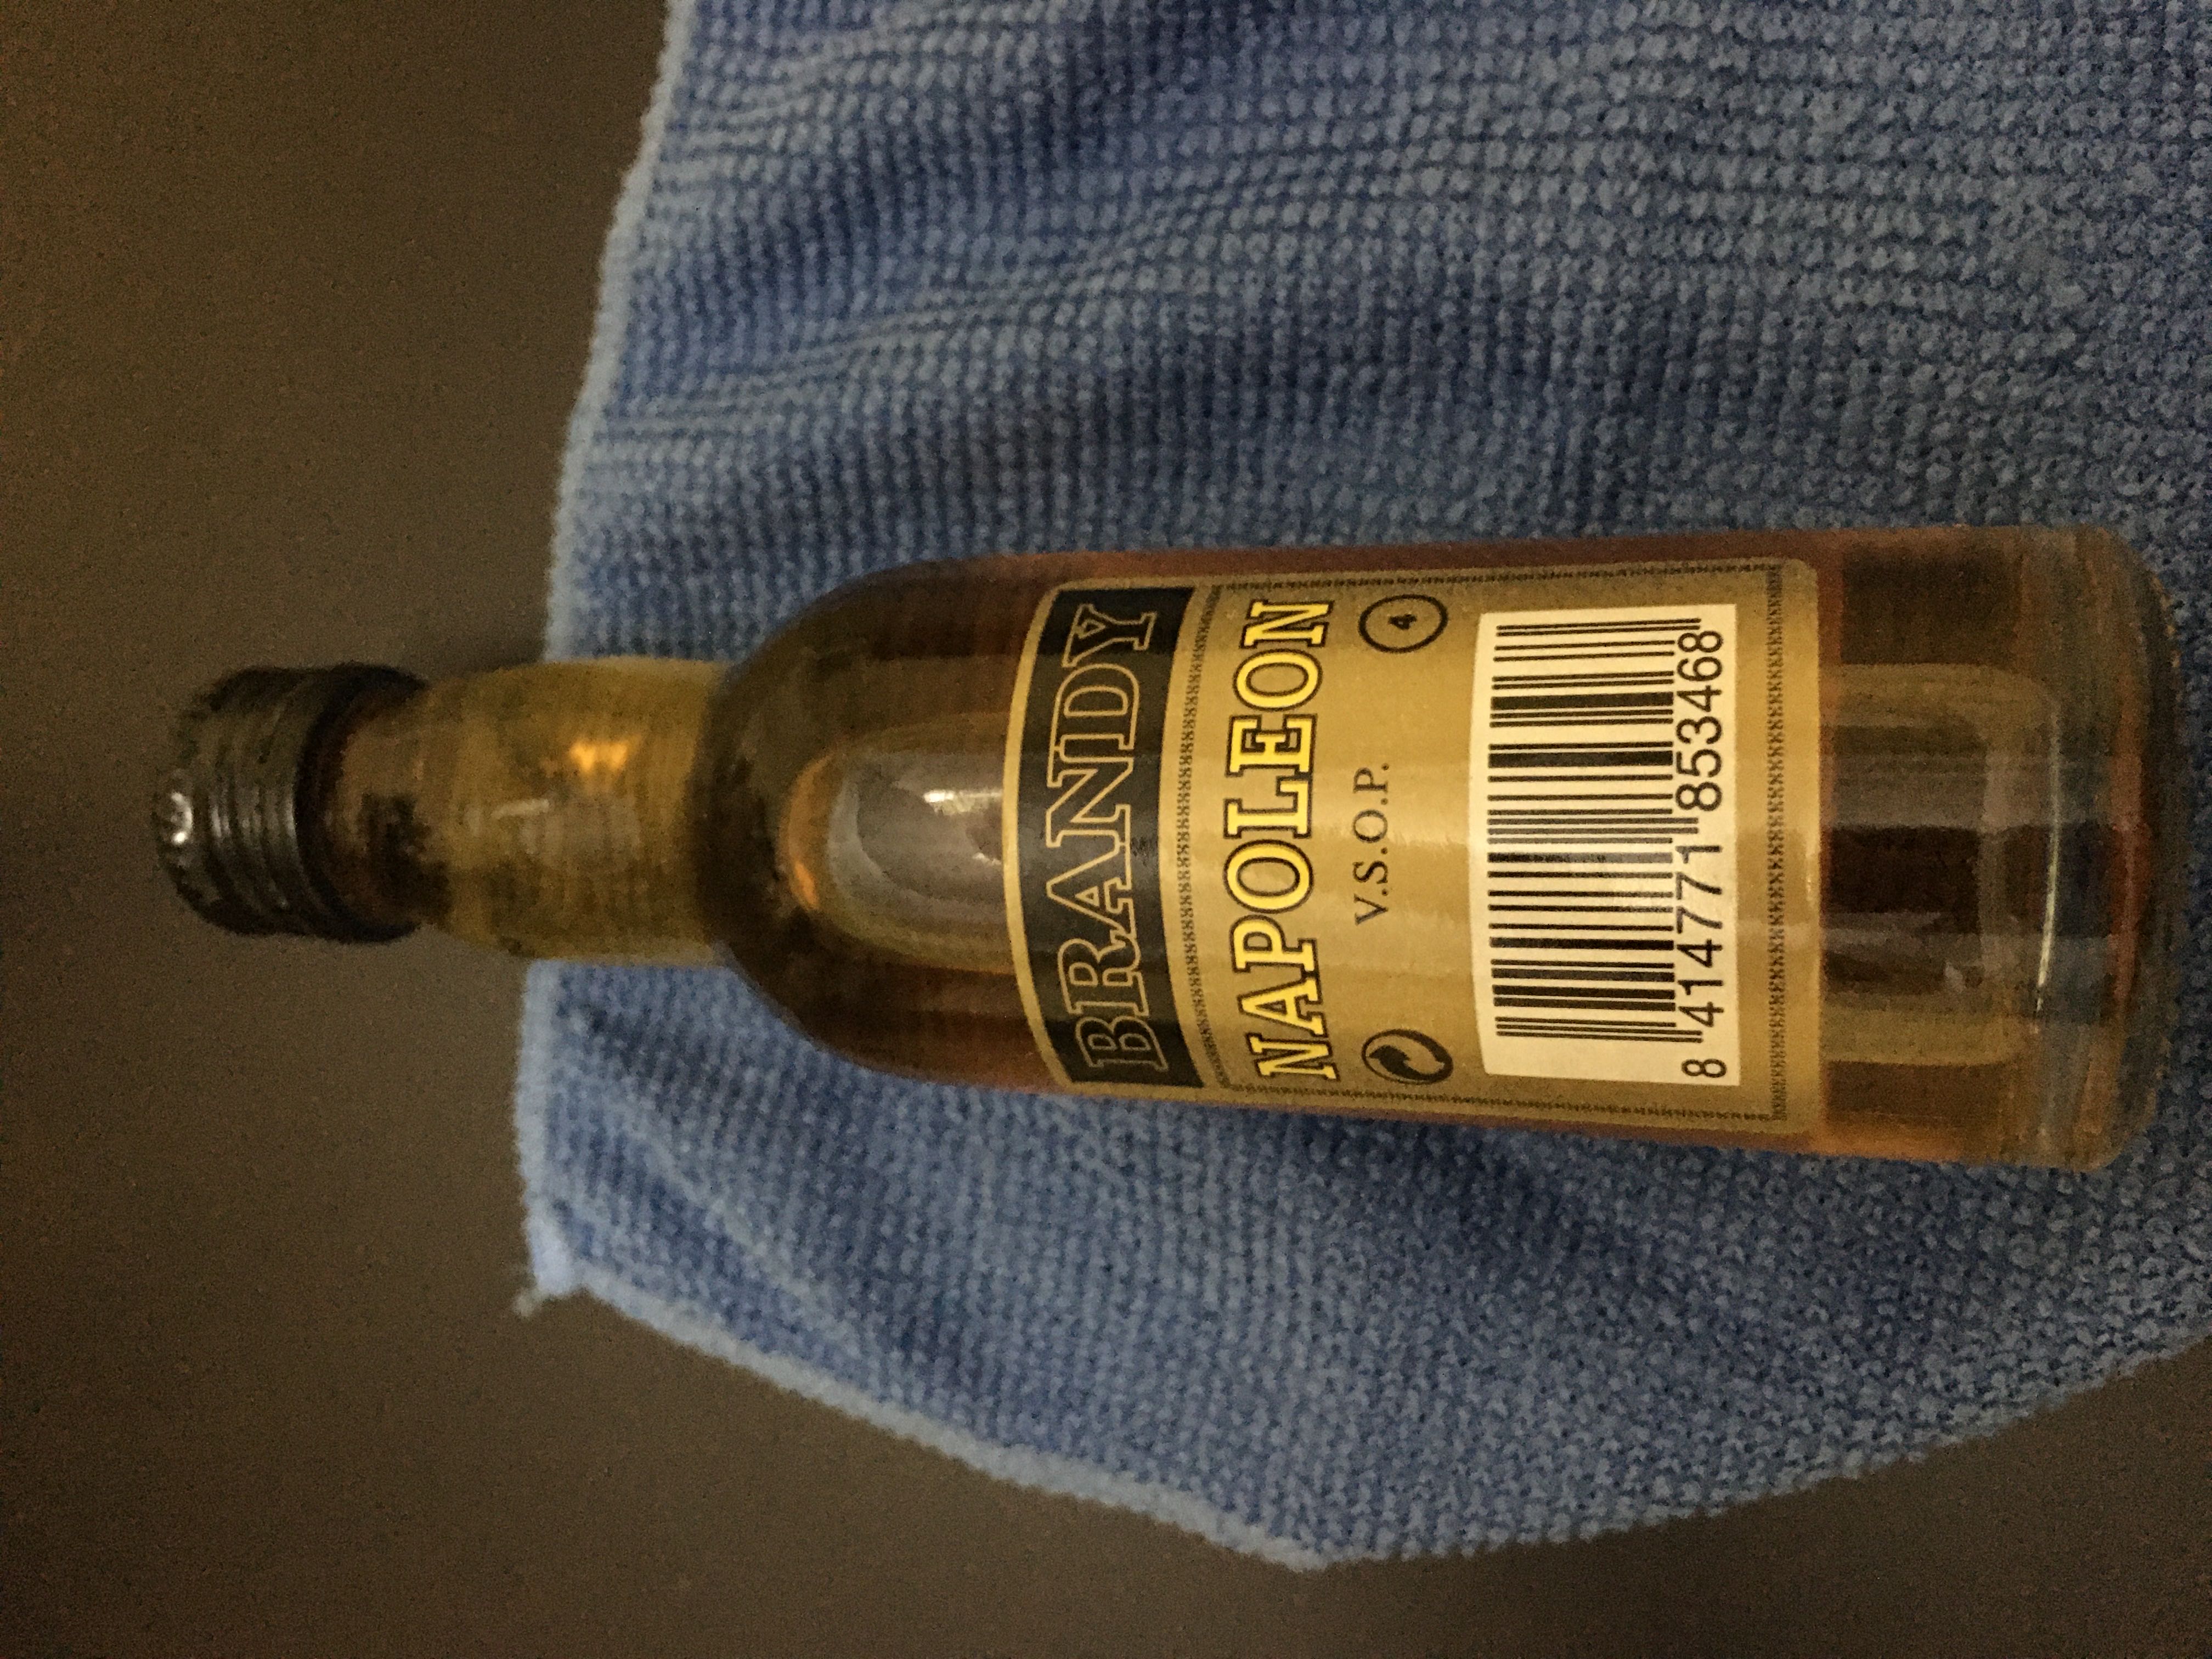 BRANDY
NAPOLEON
V.S.O.P.
4
8 414771 853468